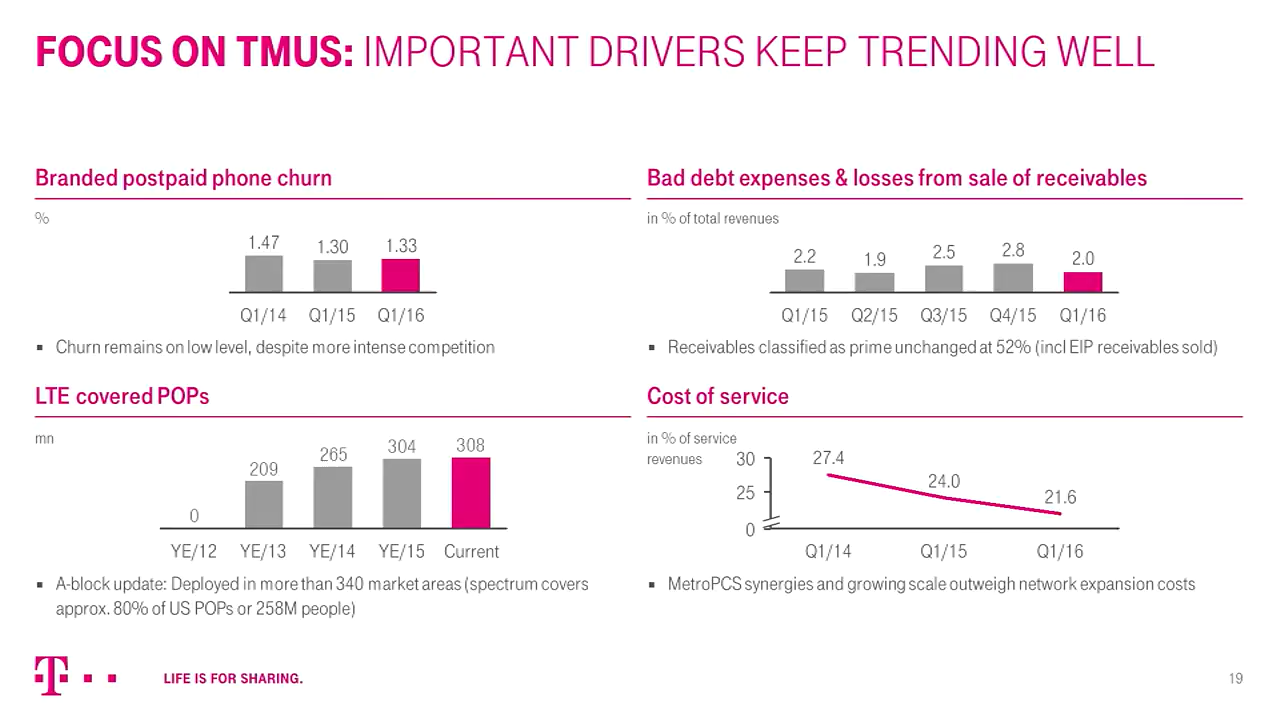 FOCUS ON TMUS: IMPORTANT DRIVERS KEEP TRENDING WELL
Branded postpaid phone churn
%
1.47 1.30 1.33
Q1/14 Q1/15 Q1/16
▪ Churn remains on low level, despite more intense competition
Bad debt expenses & losses from sale of receivables
in % of total revenues
2.2 1.9 2.5 2.8 2.0
Q1/15 Q2/15 Q3/15 Q4/15 Q1/16
▪ Receivables classified as prime unchanged at 52% (incl EIP receivables sold)
LTE covered POPs
mn
0 209 265 304 308
YE/12 YE/13 YE/14 YE/15 Current
▪ A-block update: Deployed in more than 340 market areas (spectrum covers
approx. 80% of US POPs or 258M people)
Cost of service
in % of service
revenues
30
25
0
27.4 24.0 21.6
Q1/14 Q1/15 Q1/16
▪ MetroPCS synergies and growing scale outweigh network expansion costs
T
LIFE IS FOR SHARING.
19